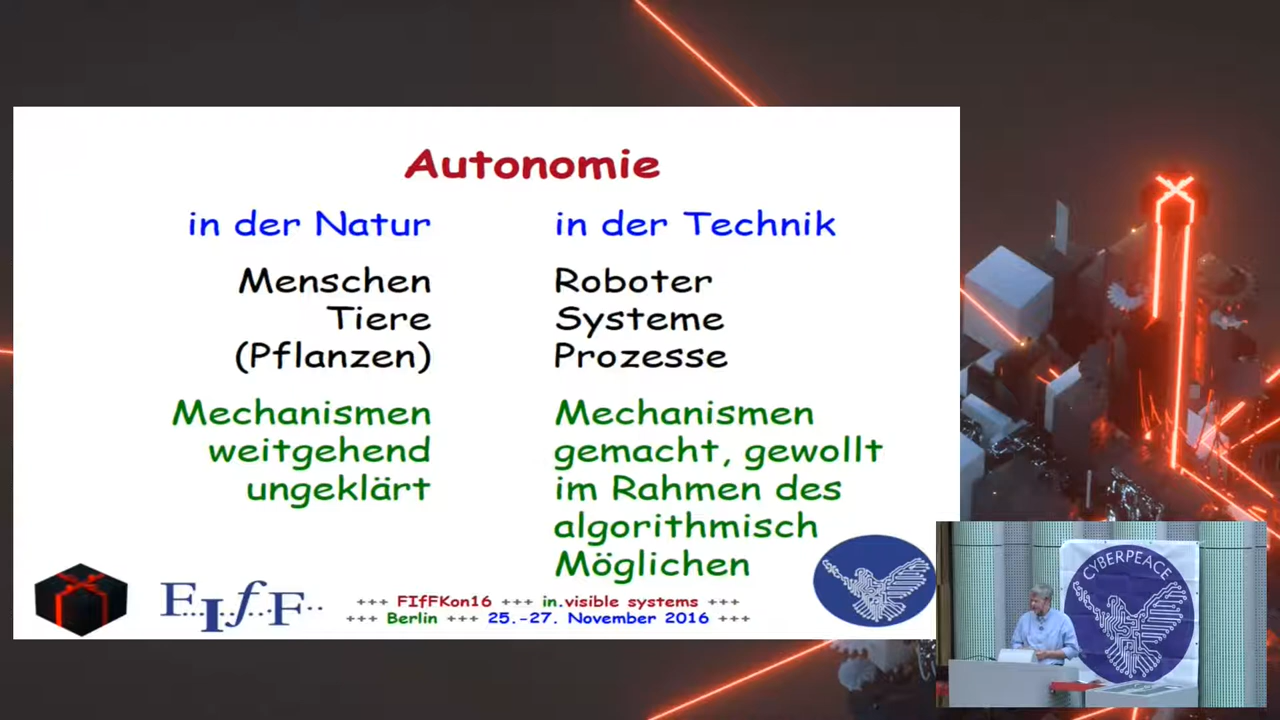 Autonomie
in der Natur
Menschen
Tiere
(Pflanzen)
Mechanismen
weitgehend
ungeklärt
in der Technik
Roboter
Systeme
Prozesse
Mechanismen
gemacht, gewollt
im Rahmen des
algorithmisch
Möglichen
FIfF..
+++ FIfFKon16 +++ in.visible systems +++
+++ Berlin +++ 25.-27. November 2016 +++
CYBERPEACE